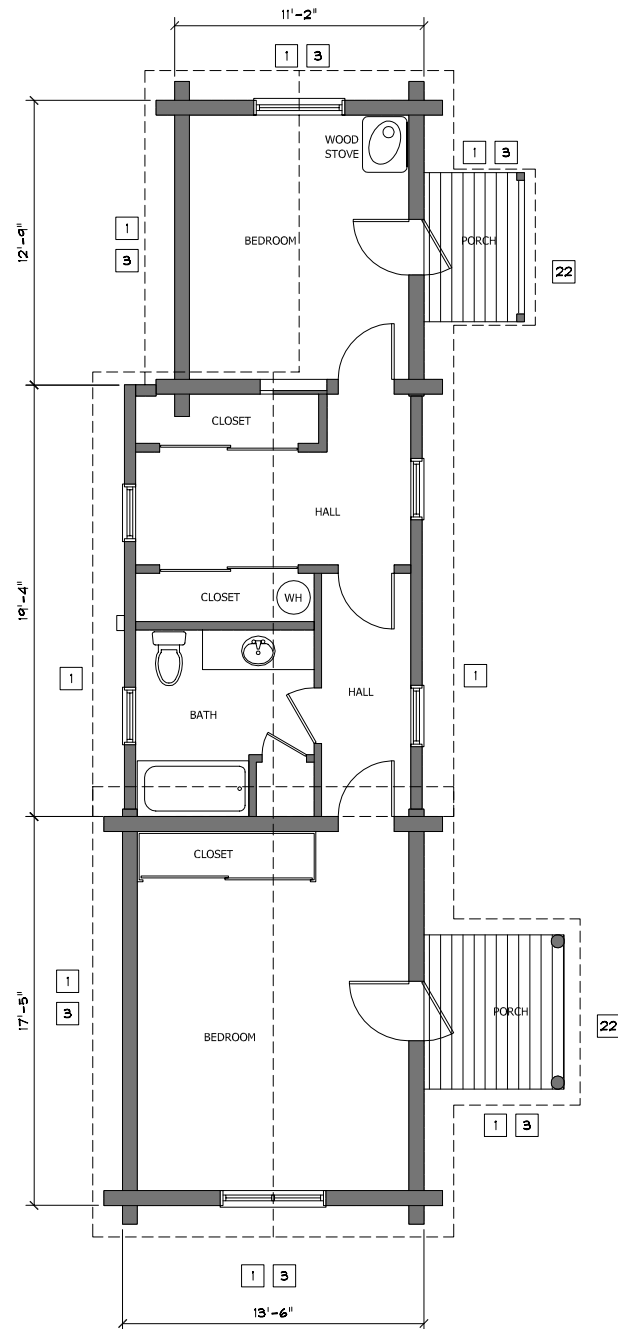 11'-2"
1 3
WOOD
STOVE
1 3
12'-9"
1
3
BEDROOM
PORCH
22
CLOSET
HALL
19'-4"
CLOSET
WH
1
1
HALL
BATH
CLOSET
1
3
17'-5"
BEDROOM
PORCH
22
1 3
1 3
13'-6"